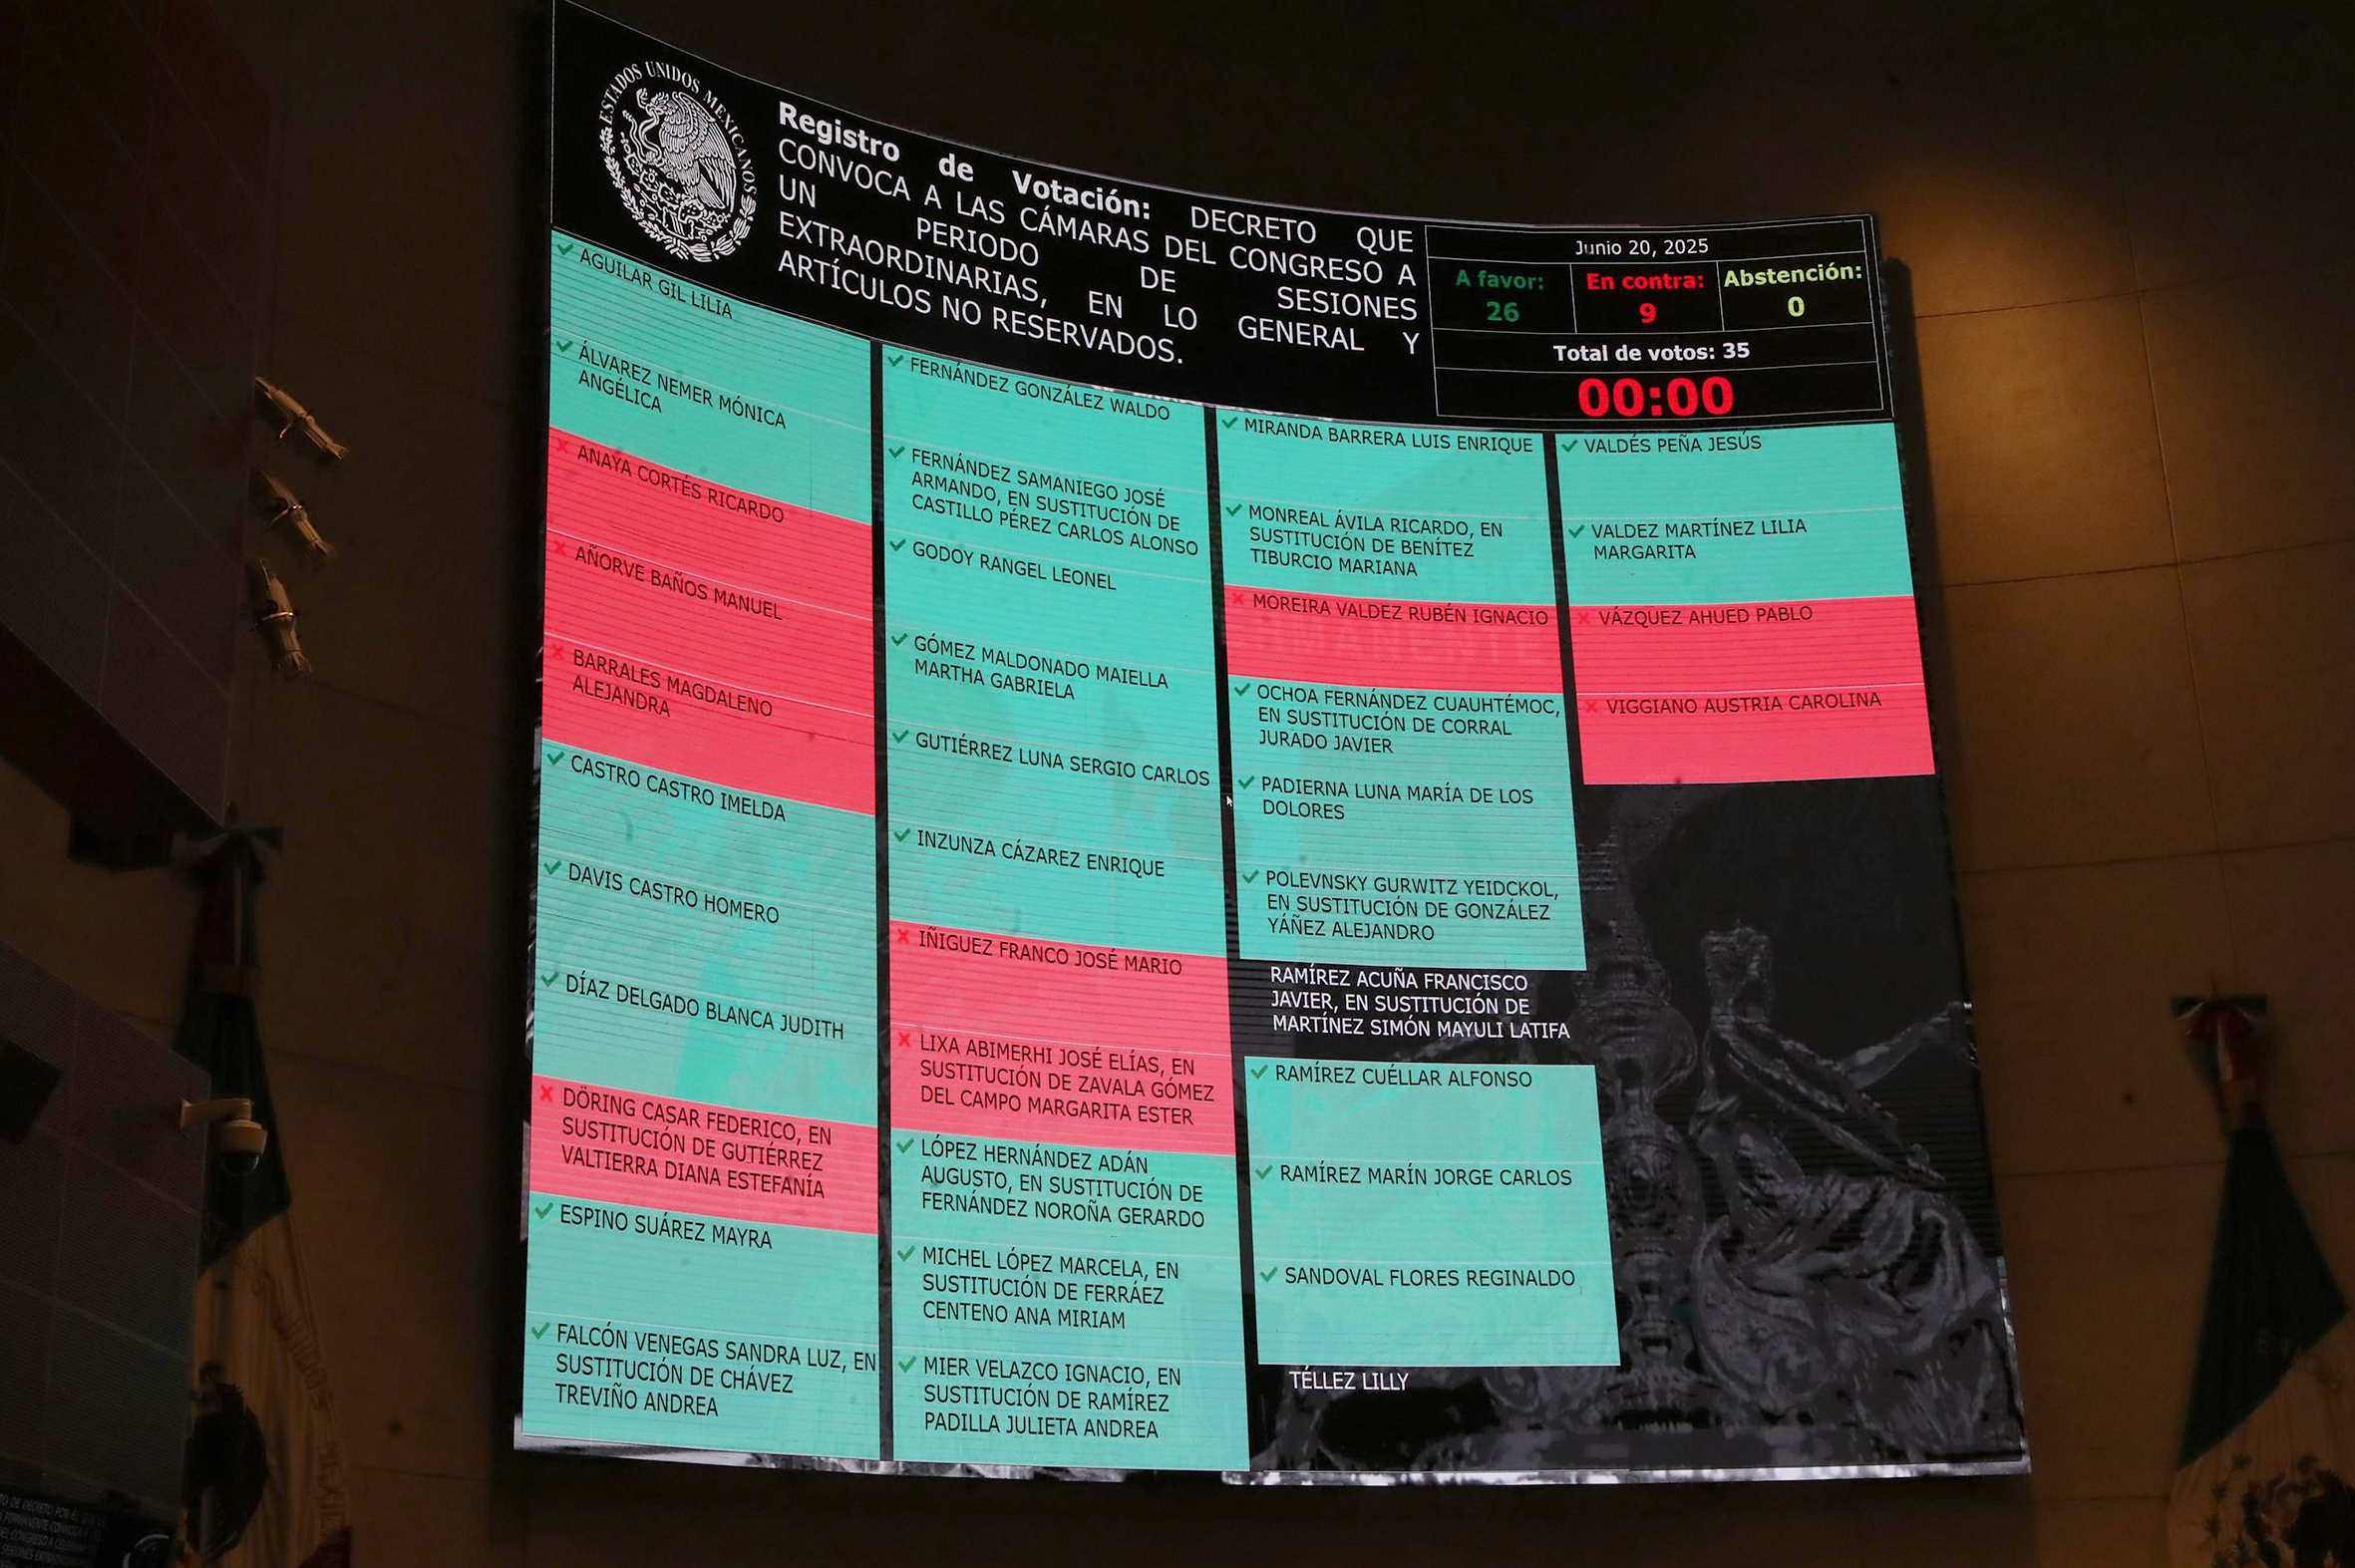 ESTADOS UNIDOS MEXICANOS
Registro de Votación: DECRETO QUE
CONVOCA A LAS CÁMARAS DEL CONGRESO A
UN PERIODO DE SESIONES
EXTRAORDINARIAS, EN LO GENERAL Y
ARTÍCULOS NO RESERVADOS.
Junio 20, 2025
A favor:
26
En contra:
9
Abstención:
0
Total de votos: 35
00:00
AGUILAR GIL LILIA
ÁLVAREZ NEMER MÓNICA
ANGÉLICA
ANAYA CORTÉS RICARDO
AÑORVE BAÑOS MANUEL
BARRALES MAGDALENO
ALEJANDRA
CASTRO CASTRO IMELDA
DAVIS CASTRO HOMERO
DÍAZ DELGADO BLANCA JUDITH
DÖRING CASAR FEDERICO, EN
SUSTITUCIÓN DE GUTIÉRREZ
VALTIERRA DIANA ESTEFANÍA
ESPINO SUÁREZ MAYRA
FALCÓN VENEGAS SANDRA LUZ, EN
SUSTITUCIÓN DE CHÁVEZ
TREVIÑO ANDREA
FERNÁNDEZ GONZÁLEZ WALDO
FERNÁNDEZ SAMANIEGO JOSÉ
ARMANDO, EN SUSTITUCIÓN DE
CASTILLO PÉREZ CARLOS ALONSO
GODOY RANGEL LEONEL
GÓMEZ MALDONADO MAIELLA
MARTHA GABRIELA
GUTIÉRREZ LUNA SERGIO CARLOS
INZUNZA CÁZAREZ ENRIQUE
IÑIGUEZ FRANCO JOSÉ MARIO
LIXA ABIMERHI JOSÉ ELÍAS, EN
SUSTITUCIÓN DE ZAVALA GÓMEZ
DEL CAMPO MARGARITA ESTER
LÓPEZ HERNÁNDEZ ADÁN
AUGUSTO, EN SUSTITUCIÓN DE
FERNÁNDEZ NOROÑA GERARDO
MICHEL LÓPEZ MARCELA, EN
SUSTITUCIÓN DE FERRÁEZ
CENTENO ANA MIRIAM
MIER VELAZCO IGNACIO, EN
SUSTITUCIÓN DE RAMÍREZ
PADILLA JULIETA ANDREA
MIRANDA BARRERA LUIS ENRIQUE
MONREAL ÁVILA RICARDO, EN
SUSTITUCIÓN DE BENÍTEZ
TIBURCIO MARIANA
MOREIRA VALDEZ RUBÉN IGNACIO
OCHOA FERNÁNDEZ CUAUHTÉMOC,
EN SUSTITUCIÓN DE CORRAL
JURADO JAVIER
PADIERNA LUNA MARÍA DE LOS
DOLORES
POLEVNSKY GURWITZ YEIDCKOL,
EN SUSTITUCIÓN DE GONZÁLEZ
YÁÑEZ ALEJANDRO
RAMÍREZ ACUÑA FRANCISCO
JAVIER, EN SUSTITUCIÓN DE
MARTÍNEZ SIMÓN MAYULI LATIFA
RAMÍREZ CUÉLLAR ALFONSO
RAMÍREZ MARÍN JORGE CARLOS
SANDOVAL FLORES REGINALDO
TÉLLEZ LILLY
VALDÉS PEÑA JESÚS
VALDEZ MARTÍNEZ LILIA
MARGARITA
VÁZQUEZ AHUED PABLO
VIGGIANO AUSTRIA CAROLINA